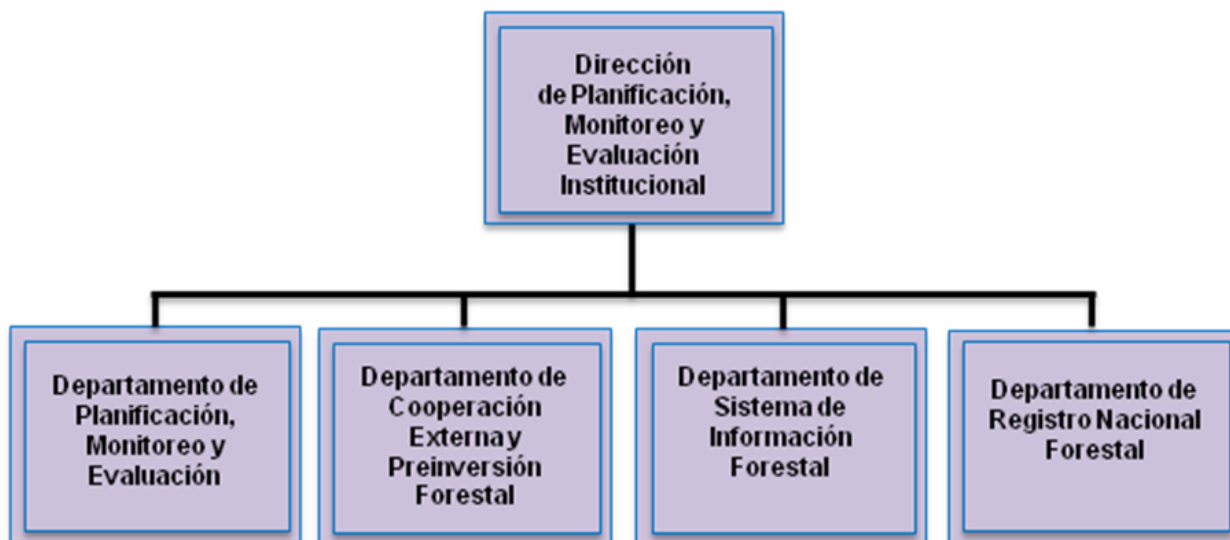 Dirección
de Planificación,
Monitoreo y
Evaluación
Institucional
Departamento de
Planificación,
Monitoreo y
Evaluación
Departamento de
Cooperación
Externa y
Preinversión
Forestal
Departamento de
Sistema de
Información
Forestal
Departamento de
Registro Nacional
Forestal